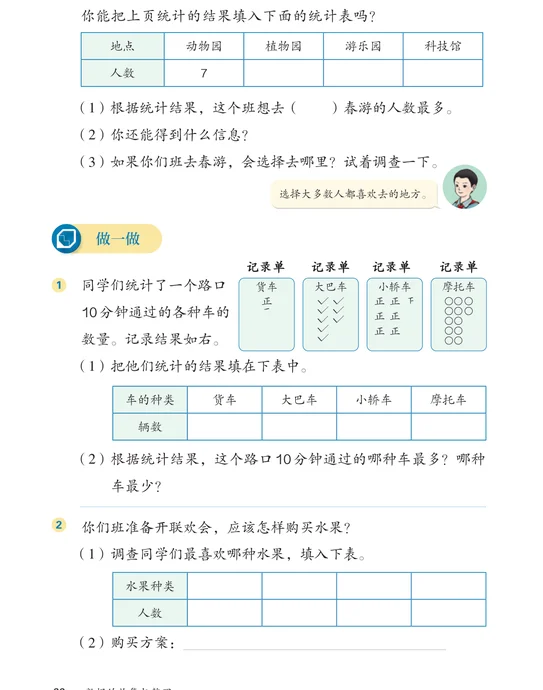 你能把上页统计的结果填入下面的统计表吗？
地点 动物园 植物园 游乐园 科技馆
人数 7
（1）根据统计结果，这个班想去（　　）春游的人数最多。
（2）你还能得到什么信息？
（3）如果你们班去春游，会选择去哪里？试着调查一下。
选择大多数人都喜欢去的地方。
做一做
记录单 记录单 记录单 记录单
货车 大巴车 小轿车 摩托车
正 正 正 下
一 正 正
正 正
1 同学们统计了一个路口
10分钟通过的各种车的
数量。记录结果如右。
（1）把他们统计的结果填在下表中。
车的种类 货车 大巴车 小轿车 摩托车
辆数
（2）根据统计结果，这个路口10分钟通过的哪种车最多？哪种
车最少？
2 你们班准备开联欢会，应该怎样购买水果？
（1）调查同学们最喜欢哪种水果，填入下表。
水果种类
人数
（2）购买方案：